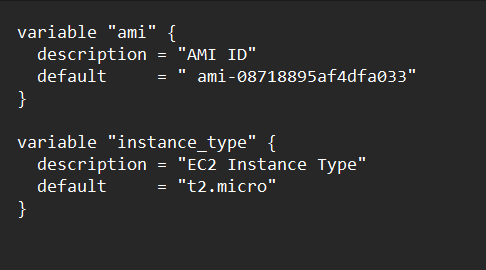 variable "ami" {
  description = "AMI ID"
  default     = " ami-08718895af4dfa033"
}

variable "instance_type" {
  description = "EC2 Instance Type"
  default     = "t2.micro"
}